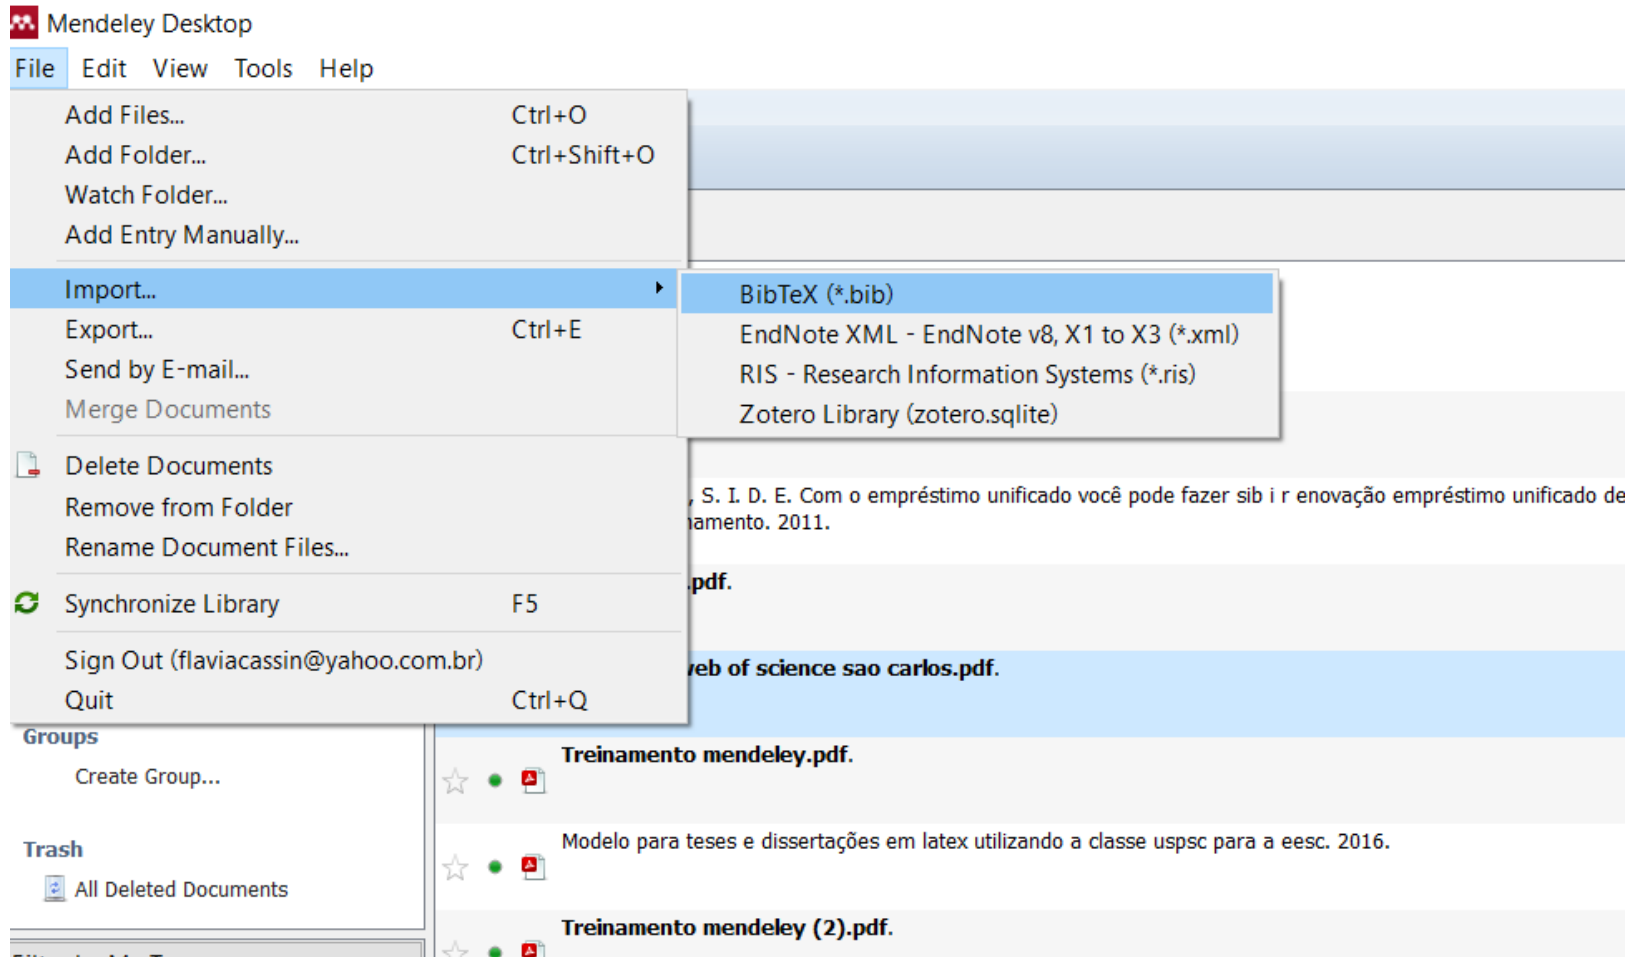 Mendeley Desktop
File Edit View Tools Help
Add Files... Ctrl+O
Add Folder... Ctrl+Shift+O
Watch Folder...
Add Entry Manually...
Import...
Export... Ctrl+E
Send by E-mail...
Merge Documents
Delete Documents
Remove from Folder
Rename Document Files...
Synchronize Library F5
Sign Out (flaviacassin@yahoo.com.br)
Quit Ctrl+Q
BibTeX (*.bib)
EndNote XML - EndNote v8, X1 to X3 (*.xml)
RIS - Research Information Systems (*.ris)
Zotero Library (zotero.sqlite)
, S. I. D. E. Com o empréstimo unificado você pode fazer sib i r enovação empréstimo unificado de
namento. 2011.
.pdf.
web of science sao carlos.pdf.
Groups
Create Group...
Trash
All Deleted Documents
Treinamento mendeley.pdf.
Modelo para teses e dissertações em latex utilizando a classe uspsc para a eesc. 2016.
Treinamento mendeley (2).pdf.